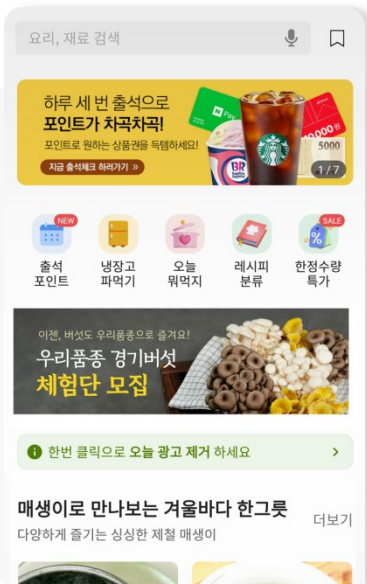 요리, 재료 검색
하루 세 번 출석으로
포인트가 차곡차곡!
포인트로 원하는 상품권을 득템하세요!
지금 출석체크 하러가기 »
N Pay
BR
5000
1/7
NEW
SALE
출석
포인트
냉장고
파먹기
오늘
뭐먹지
레시피
분류
한정수량
특가
이젠, 버섯도 우리품종으로 즐겨요!
우리품종 경기버섯
체험단 모집
한번 클릭으로 오늘 광고 제거 하세요
매생이로 만나보는 겨울바다 한그릇
더보기
다양하게 즐기는 싱싱한 제철 매생이